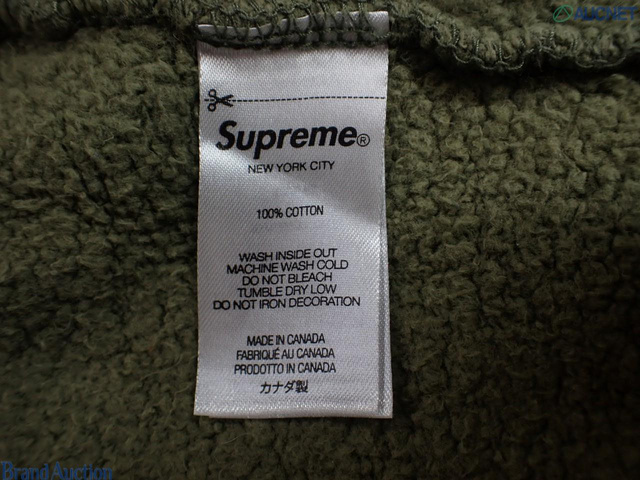 AUCNET
Supreme®
NEW YORK CITY
100% COTTON
WASH INSIDE OUT
MACHINE WASH COLD
DO NOT BLEACH
TUMBLE DRY LOW
DO NOT IRON DECORATION
MADE IN CANADA
FABRIQUÉ AU CANADA
PRODOTTO IN CANADA
カナダ製
Brand Auction